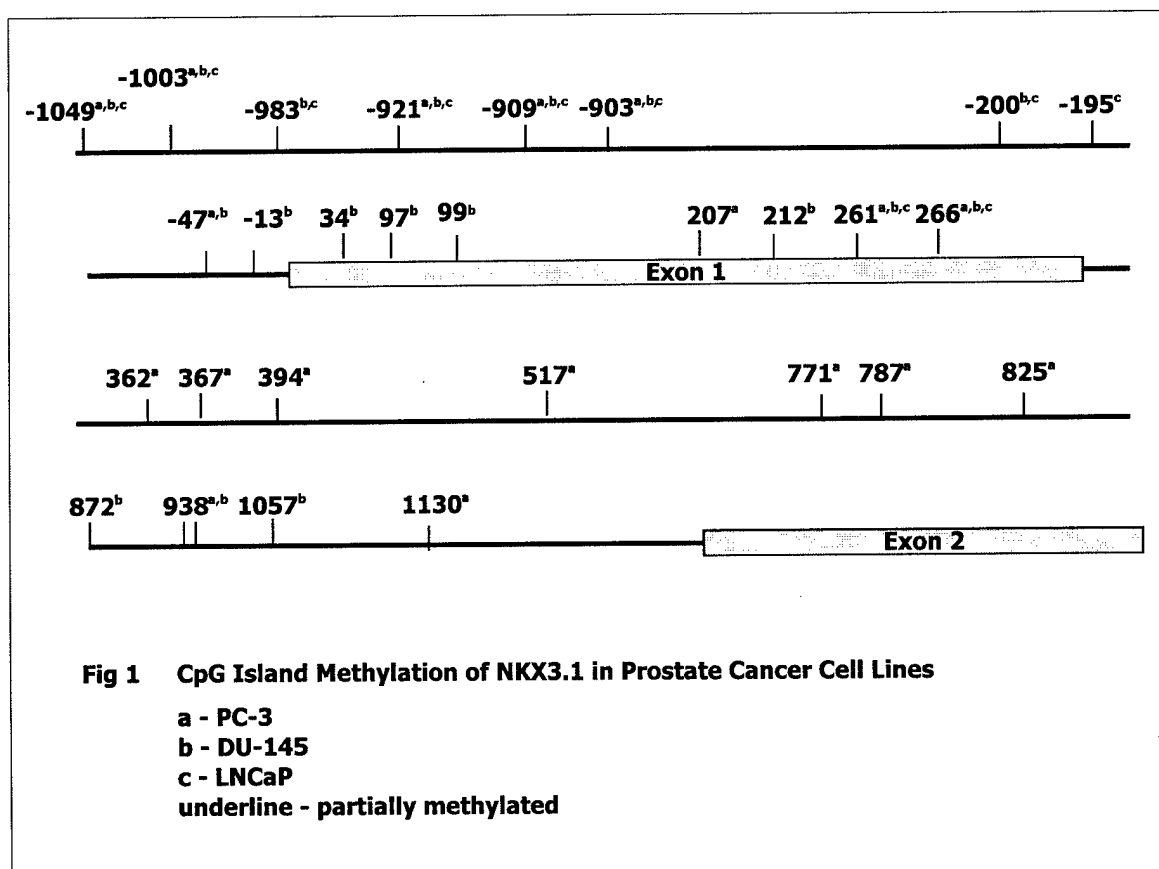 -1003a,b,c
-1049a,b,c -983b,c -921a,b,c -909a,b,c -903a,b,c -200b,c -195c
-47a,b -13b 34b 97b 99b 207a 212b 261a,b,c 266a,b,c
Exon 1
362a 367a 394a 517a 771a 787a 825a
872b 938a,b 1057b 1130a
Exon 2
Fig 1 CpG Island Methylation of NKX3.1 in Prostate Cancer Cell Lines
a - PC-3
b - DU-145
c - LNCaP
underline - partially methylated